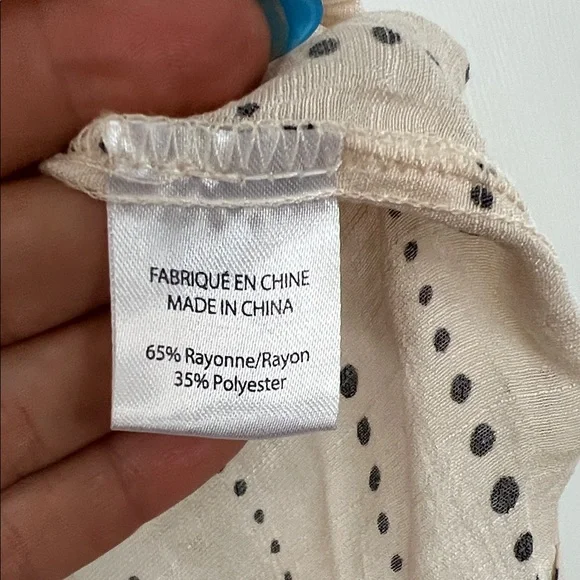 FABRIQUÉ EN CHINE
MADE IN CHINA
65% Rayonne/Rayon
35% Polyester